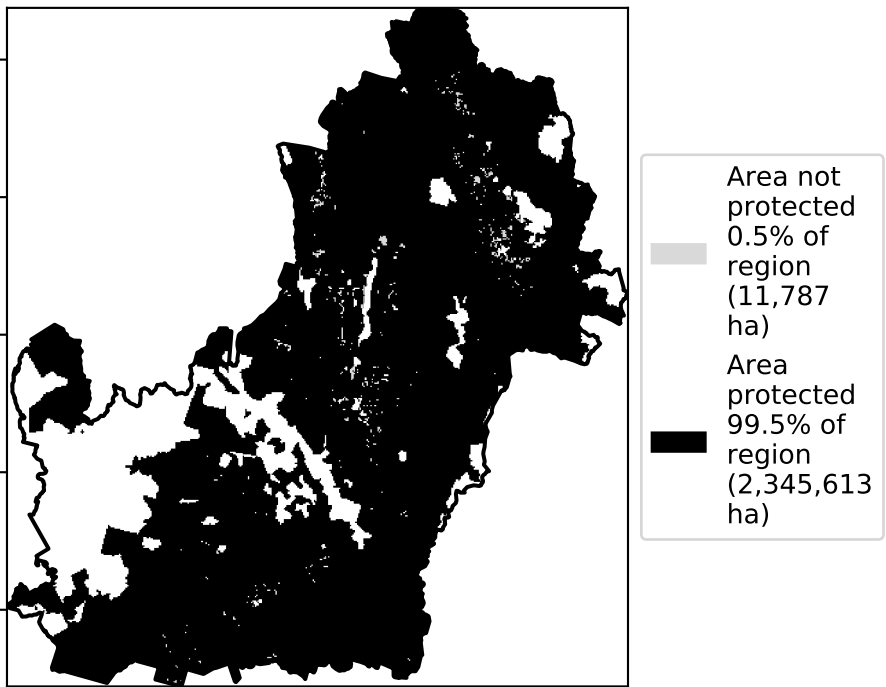 Area not
protected
0.5% of
region
(11,787
ha)
Area
protected
99.5% of
region
(2,345,613
ha)